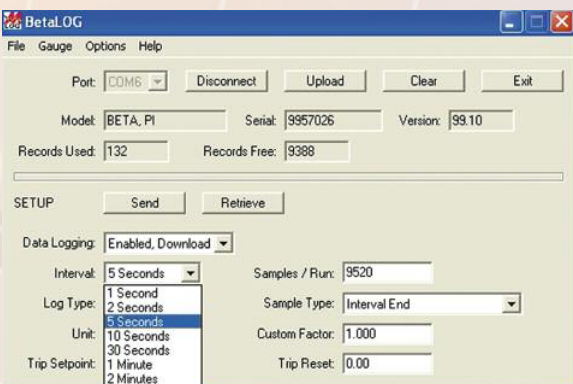 BetaLOG
File Gauge Options Help
Port: COM6 Disconnect Upload Clear Exit
Model: BETA, PI Serial: 9957026 Version: 99.10
Records Used: 132 Records Free: 9388
SETUP Send Retrieve
Data Logging: Enabled, Download
Interval: 5 Seconds Samples / Run: 9520
1 Second
Log Type: 2 Seconds Sample Type: Interval End
5 Seconds
Unit: 10 Seconds Custom Factor: 1.000
30 Seconds
Trip Setpoint: 1 Minute Trip Reset: 0.00
2 Minutes